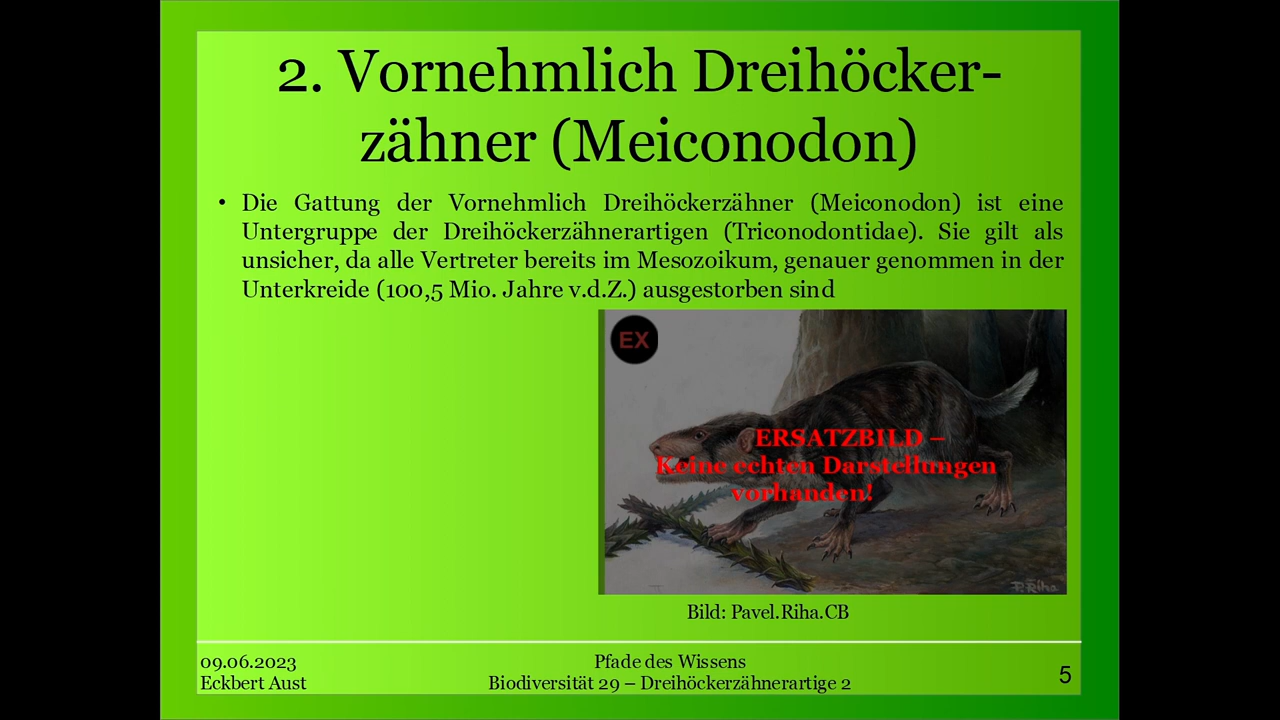 2. Vornehmlich Dreihöcker-
zähner (Meiconodon)
• Die Gattung der Vornehmlich Dreihöckerzähner (Meiconodon) ist eine
Untergruppe der Dreihöckerzähnerartigen (Triconodontidae). Sie gilt als
unsicher, da alle Vertreter bereits im Mesozoikum, genauer genommen in der
Unterkreide (100,5 Mio. Jahre v.d.Z.) ausgestorben sind
EX
ERSATZBILD –
Keine echten Darstellungen
vorhanden!
P. Riha
Bild: Pavel.Riha.CB
09.06.2023
Eckbert Aust
Pfade des Wissens
Biodiversität 29 – Dreihöckerzähnerartige 2
5